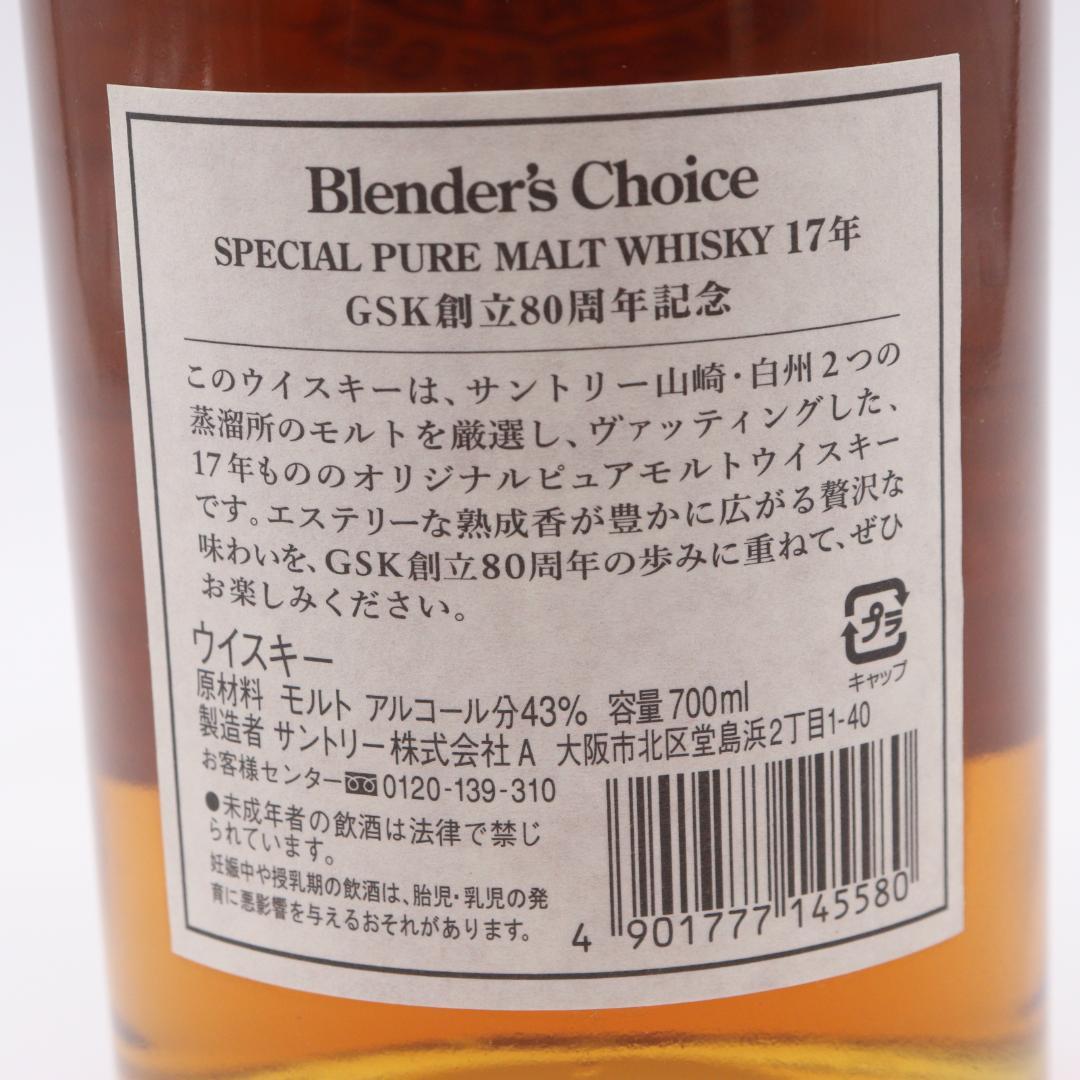 Blender's Choice
SPECIAL PURE MALT WHISKY 17年
GSK創立80周年記念
このウイスキーは、サントリー山崎・白州2つの
蒸溜所のモルトを厳選し、ヴァッティングした、
17年もののオリジナルピュアモルトウイスキー
です。エステリーな熟成香が豊かに広がる贅沢な
味わいを、GSK創立80周年の歩みに重ねて、ぜひ
お楽しみください。
プラ
キャップ
ウイスキー
原材料 モルト アルコール分43% 容量700ml
製造者 サントリー株式会社A 大阪市北区堂島浜2丁目1-40
お客様センター 0120-139-310
●未成年者の飲酒は法律で禁じ
られています。
妊娠中や授乳期の飲酒は、胎児・乳児の発
育に悪影響を与えるおそれがあります。
4 901777 145580